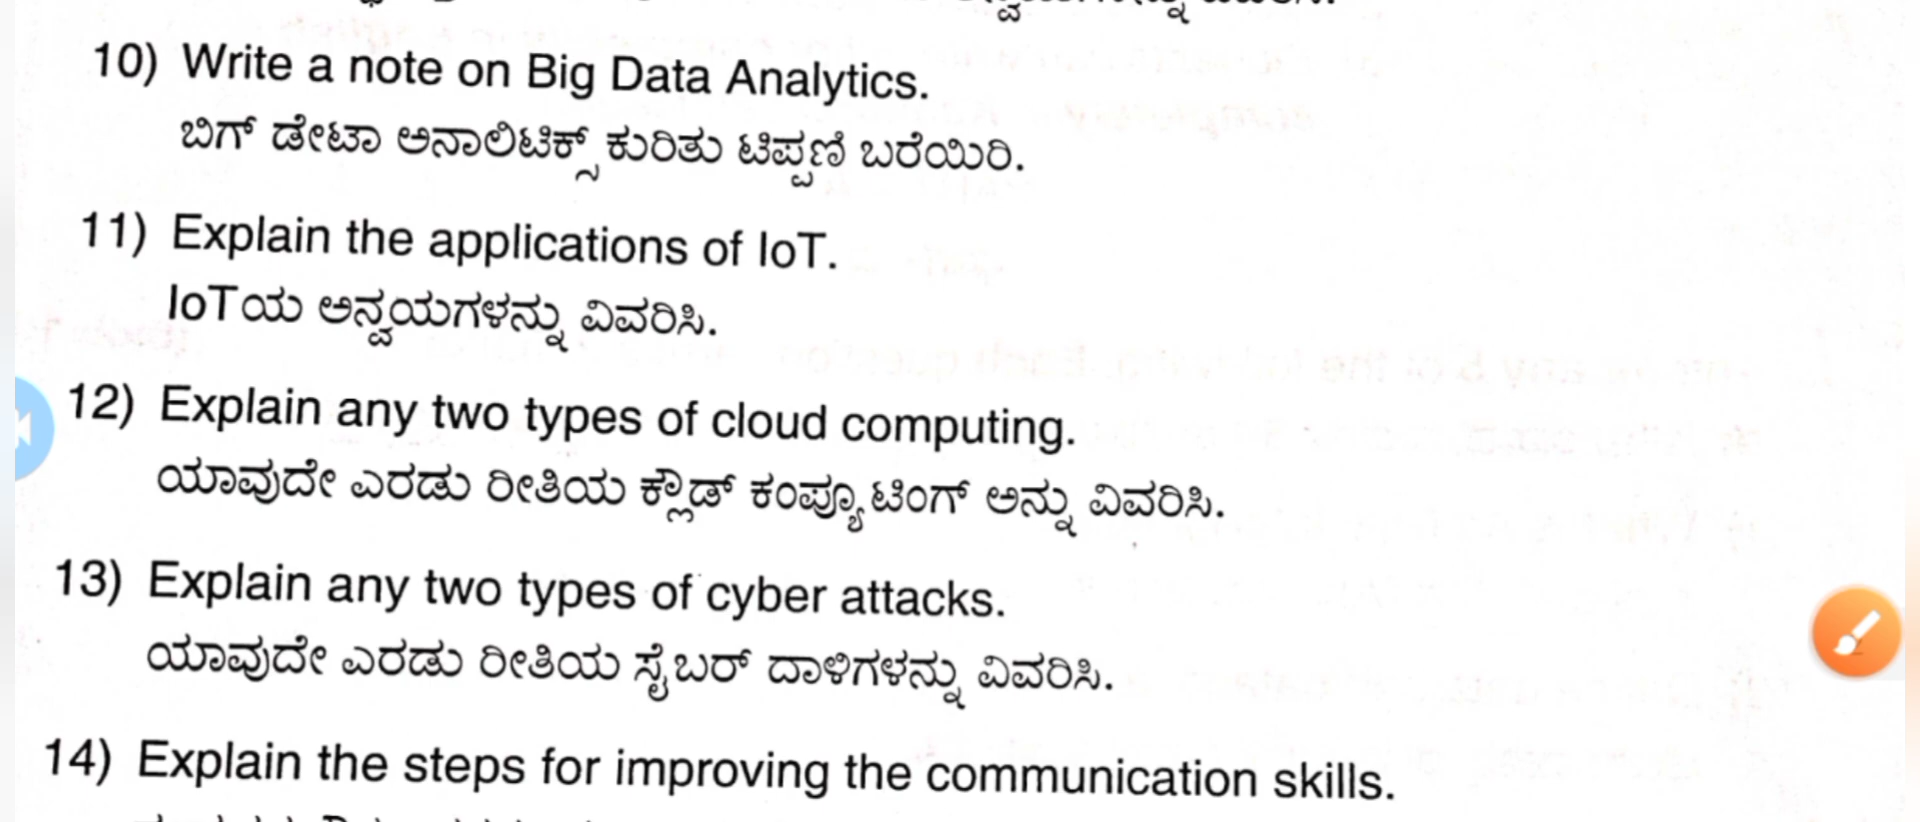 10) Write a note on Big Data Analytics.
ಬಿಗ್ ಡೇಟಾ ಅನಾಲಿಟಿಕ್ಸ್ ಕುರಿತು ಟಿಪ್ಪಣಿ ಬರೆಯಿರಿ.
11) Explain the applications of IoT.
IoTಯ ಅನ್ವಯಗಳನ್ನು ವಿವರಿಸಿ.
12) Explain any two types of cloud computing.
ಯಾವುದೇ ಎರಡು ರೀತಿಯ ಕ್ಲೌಡ್ ಕಂಪ್ಯೂಟಿಂಗ್ ಅನ್ನು ವಿವರಿಸಿ.
13) Explain any two types of cyber attacks.
ಯಾವುದೇ ಎರಡು ರೀತಿಯ ಸೈಬರ್ ದಾಳಿಗಳನ್ನು ವಿವರಿಸಿ.
14) Explain the steps for improving the communication skills.